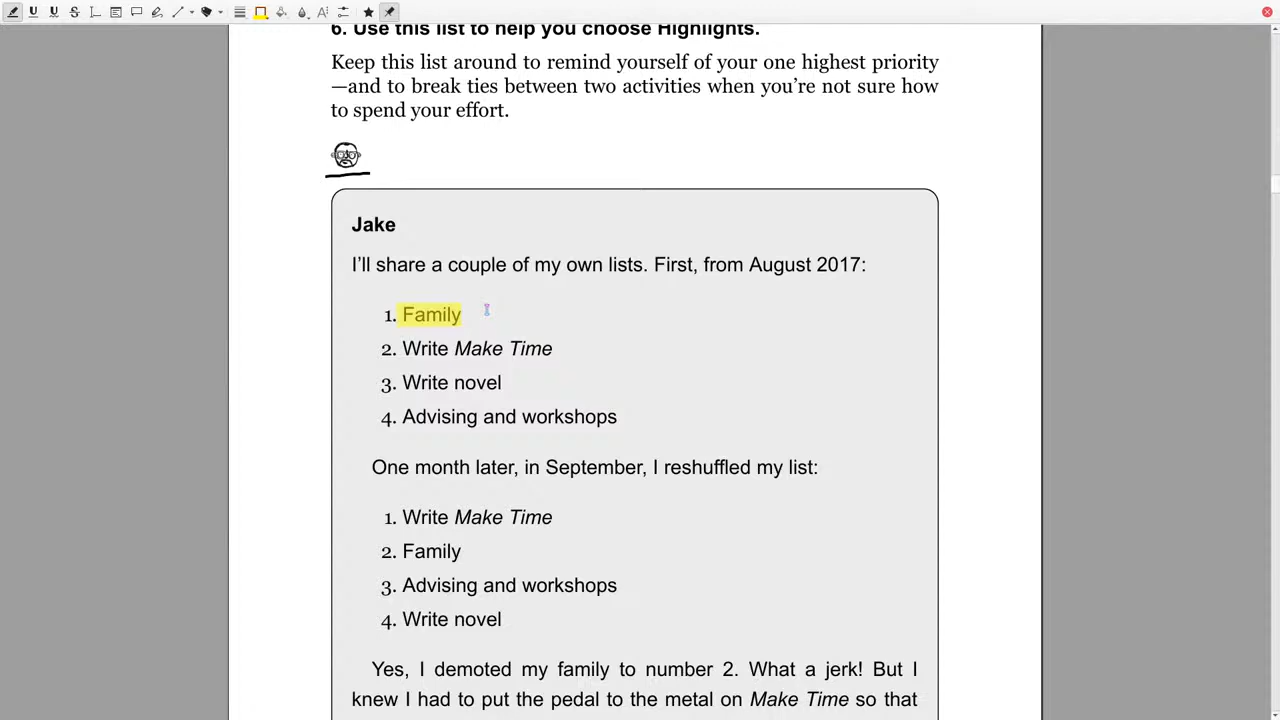 6. Use this list to help you choose Highlights.
Keep this list around to remind yourself of your one highest priority
—and to break ties between two activities when you’re not sure how
to spend your effort.
Jake
I’ll share a couple of my own lists. First, from August 2017:
1. Family
2. Write Make Time
3. Write novel
4. Advising and workshops
One month later, in September, I reshuffled my list:
1. Write Make Time
2. Family
3. Advising and workshops
4. Write novel
Yes, I demoted my family to number 2. What a jerk! But I
knew I had to put the pedal to the metal on Make Time so that